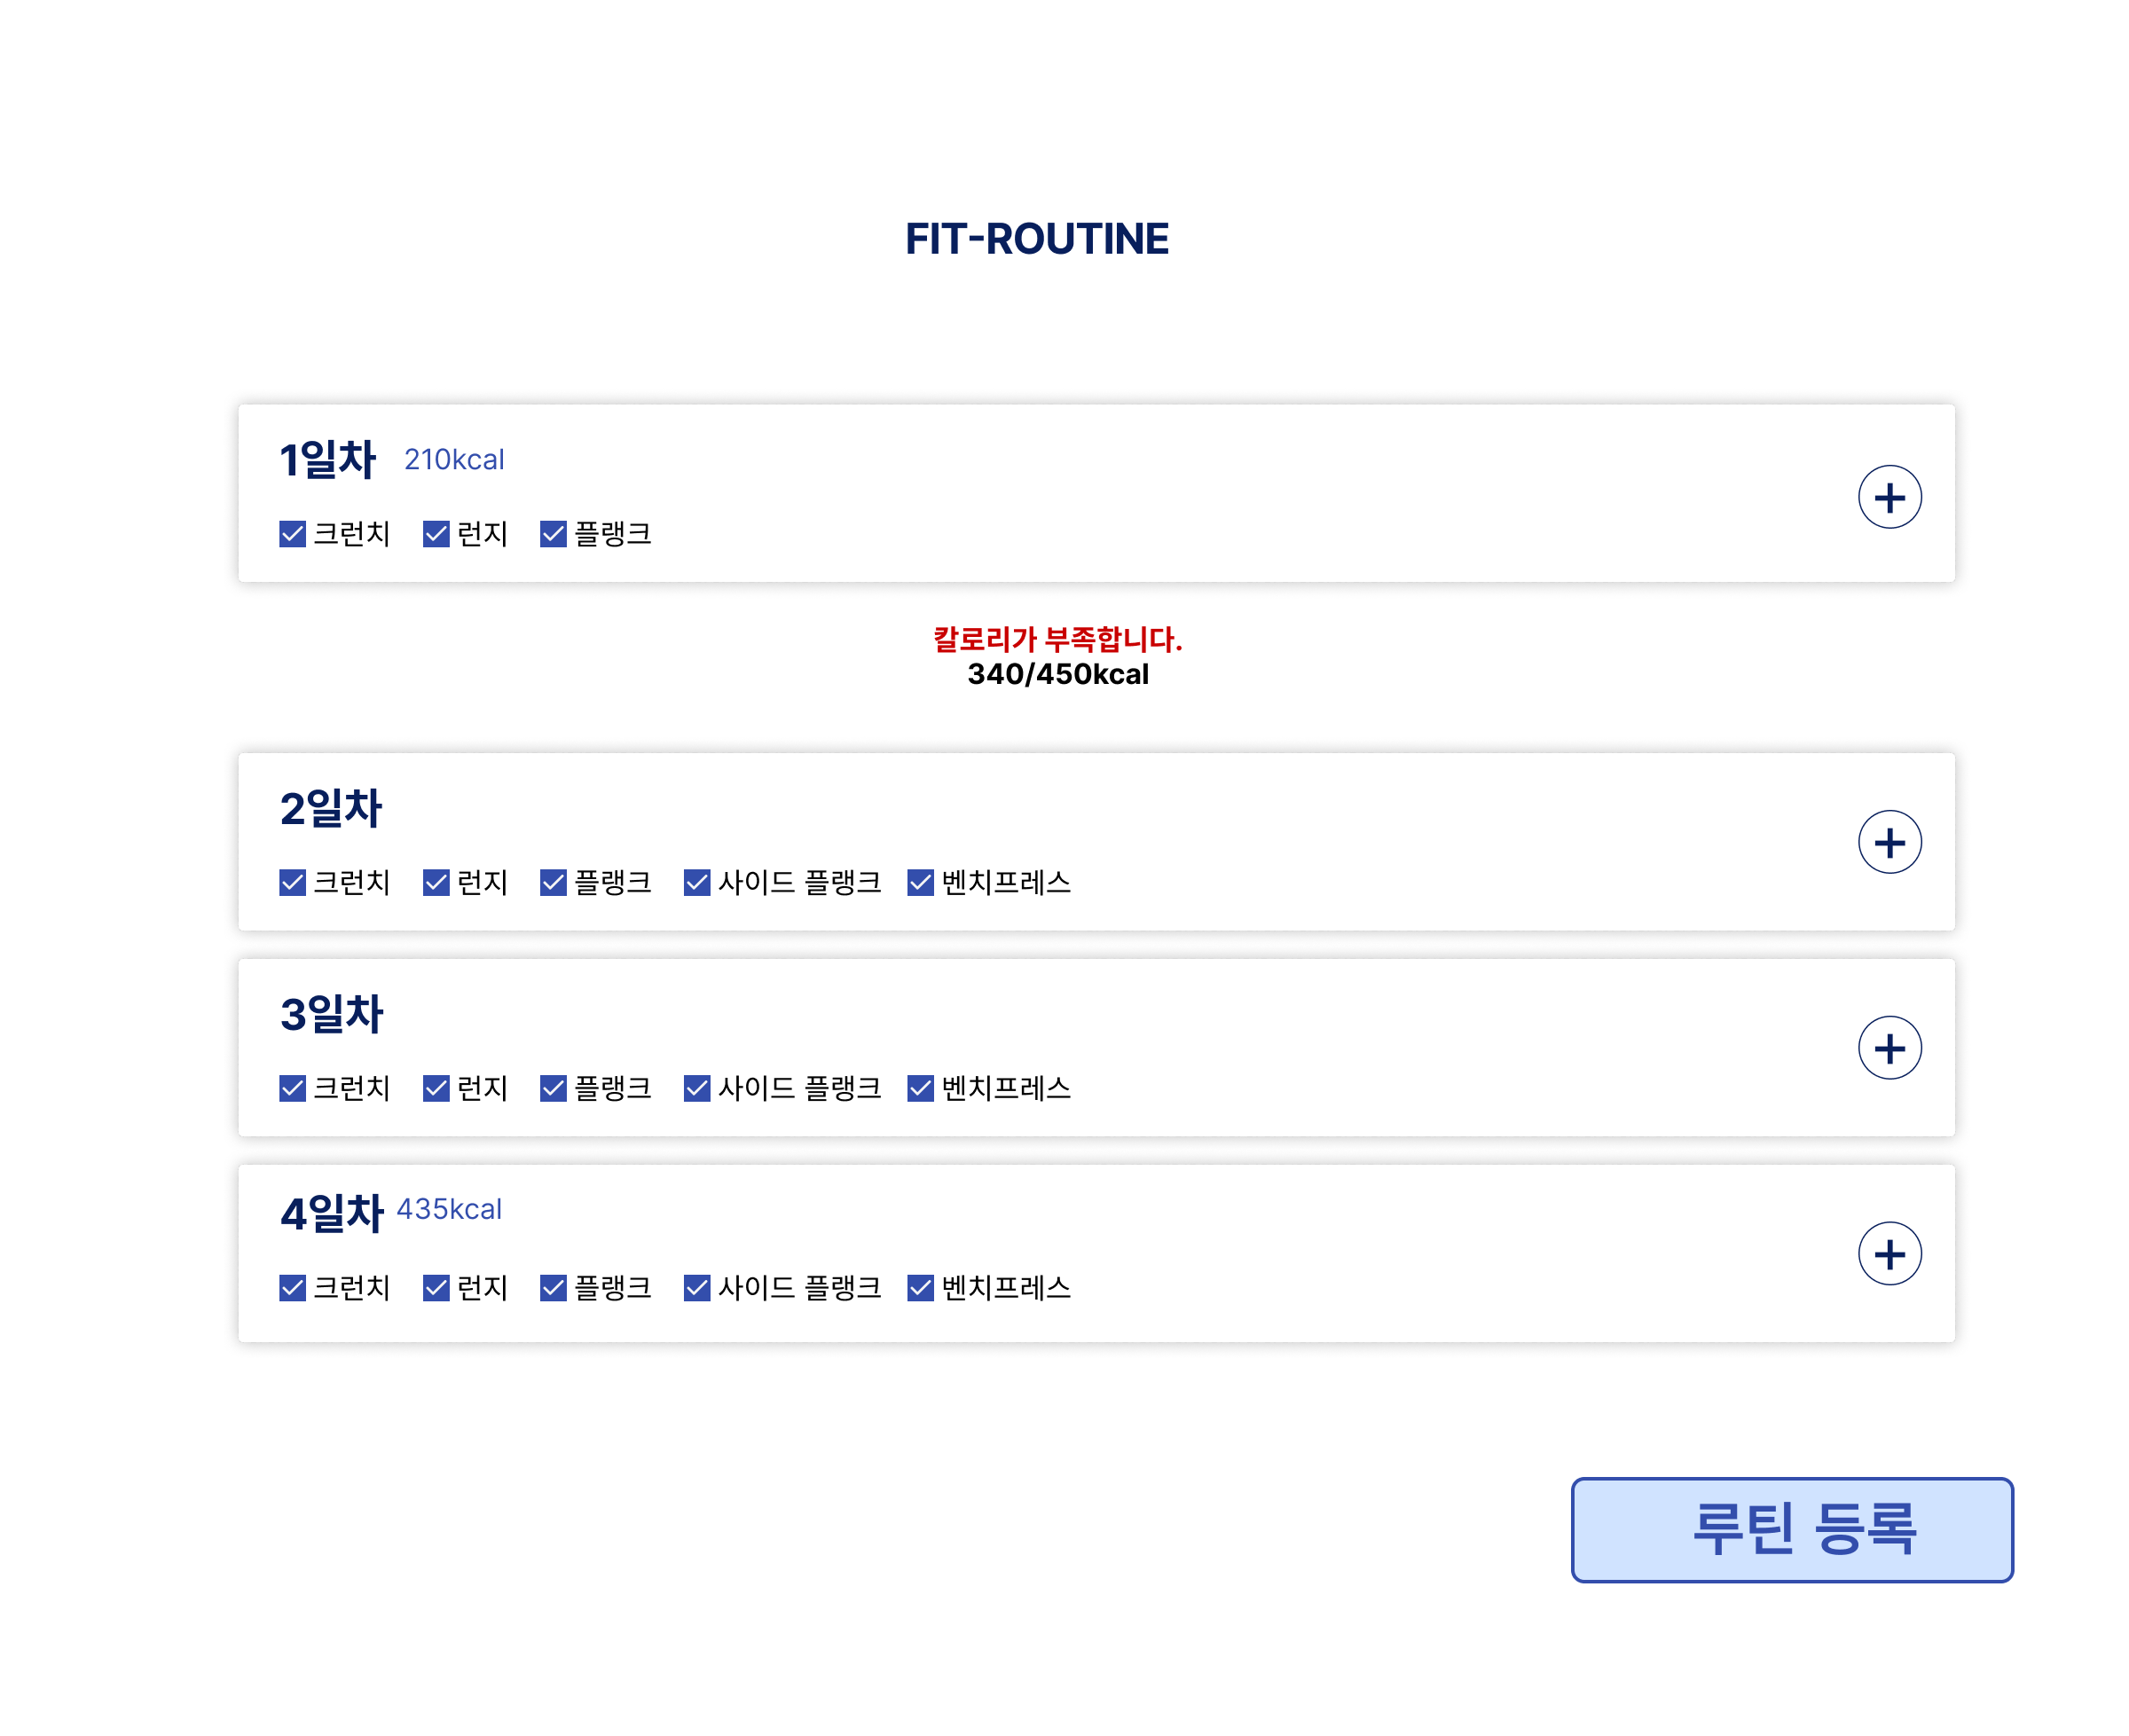 FIT-ROUTINE
1일차 210kcal
크런치 런지 플랭크
칼로리가 부족합니다.
340/450kcal
2일차
크런치 런지 플랭크 사이드 플랭크 벤치프레스
3일차
크런치 런지 플랭크 사이드 플랭크 벤치프레스
4일차 435kcal
크런치 런지 플랭크 사이드 플랭크 벤치프레스
루틴 등록